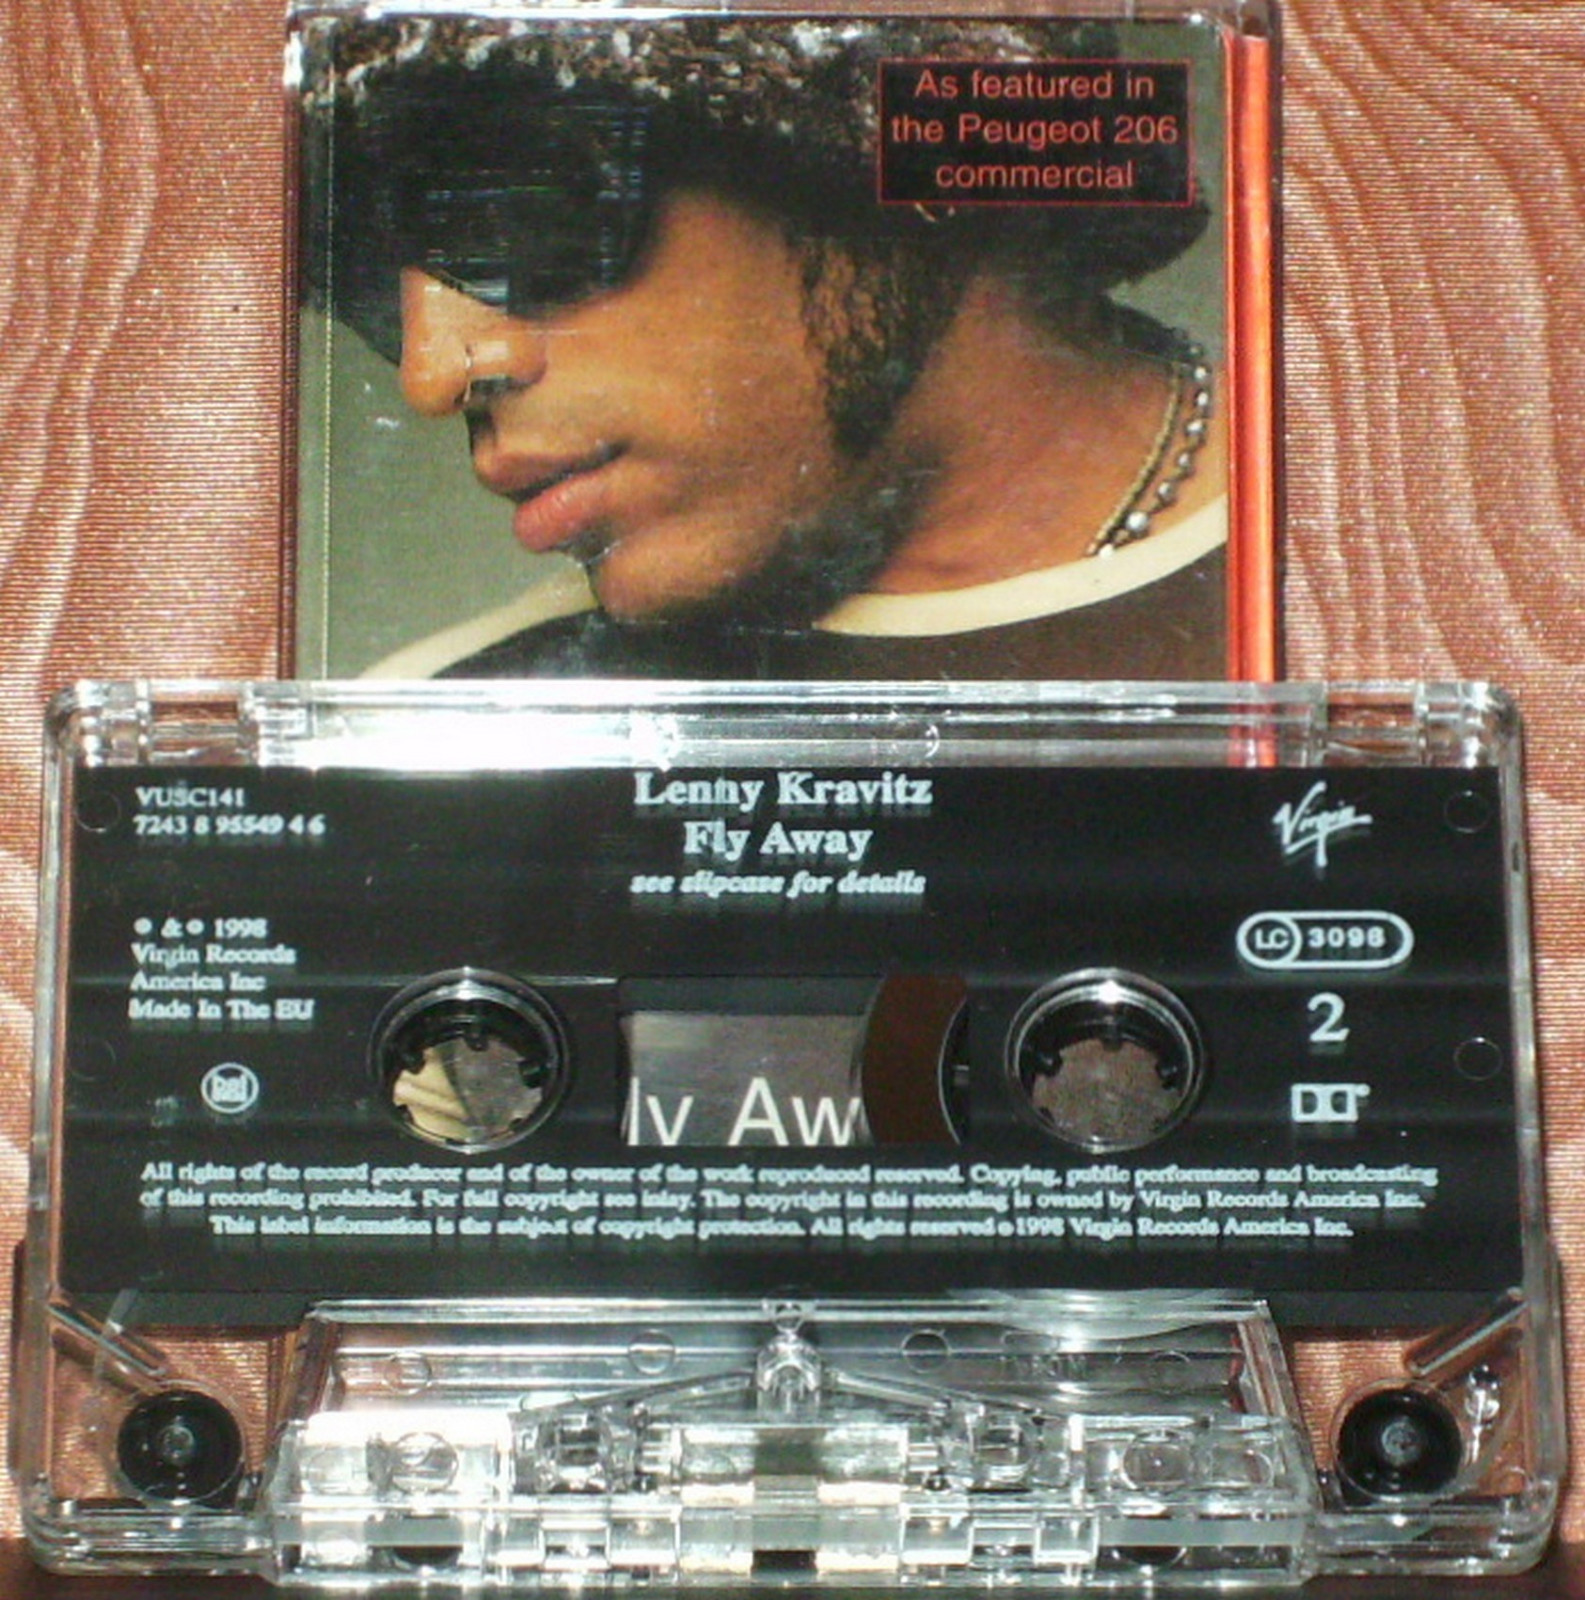 As featured in
the Peugeot 206
commercial
VUSC141
7243 8 95549 4 6
Lenny Kravitz
Fly Away
see slipcase for details
Virgin
℗ & © 1998
Virgin Records
America Inc
Made In The EU
LC 3098
2
ly Aw
All rights of the record producer and of the owner of the work reproduced reserved. Copying, public performance and broadcasting
of this recording prohibited. For full copyright see inlay. The copyright in this recording is owned by Virgin Records America Inc.
This label information is the subject of copyright protection. All rights reserved © 1998 Virgin Records America Inc.